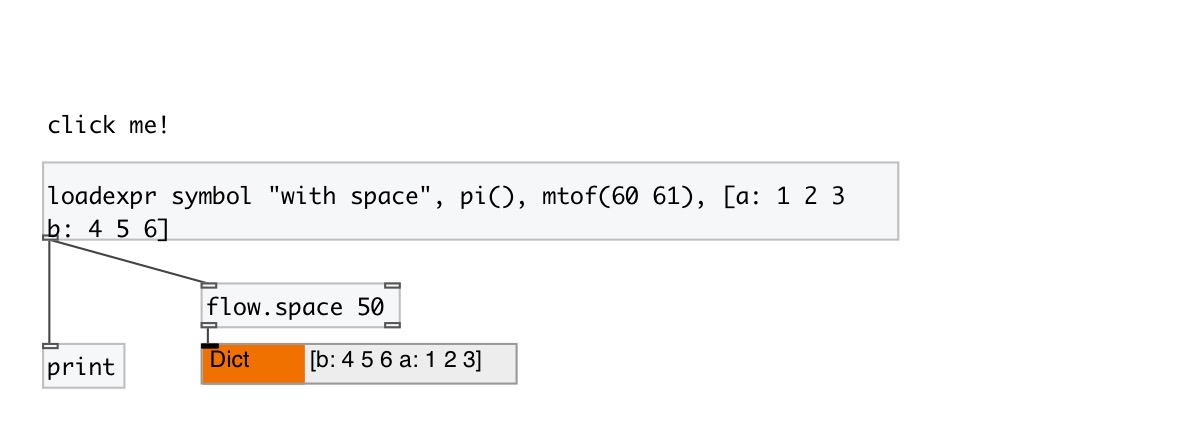 click me!
loadexpr symbol "with space", pi(), mtof(60 61), [a: 1 2 3
b: 4 5 6]
flow.space 50
print
Dict [b: 4 5 6 a: 1 2 3]